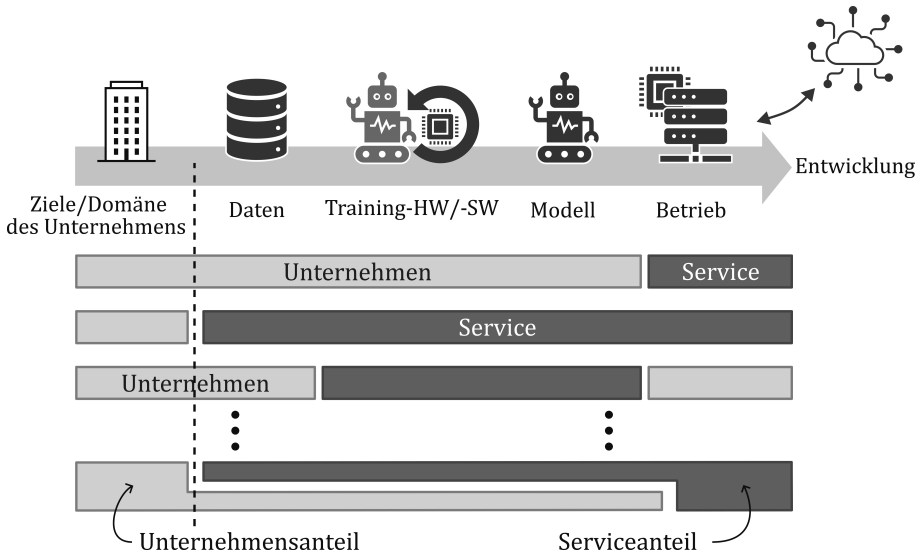 Entwicklung
Ziele/Domäne
des Unternehmens
Daten
Training-HW/-SW
Modell
Betrieb
Unternehmen
Service
Service
Unternehmen
Unternehmensanteil
Serviceanteil